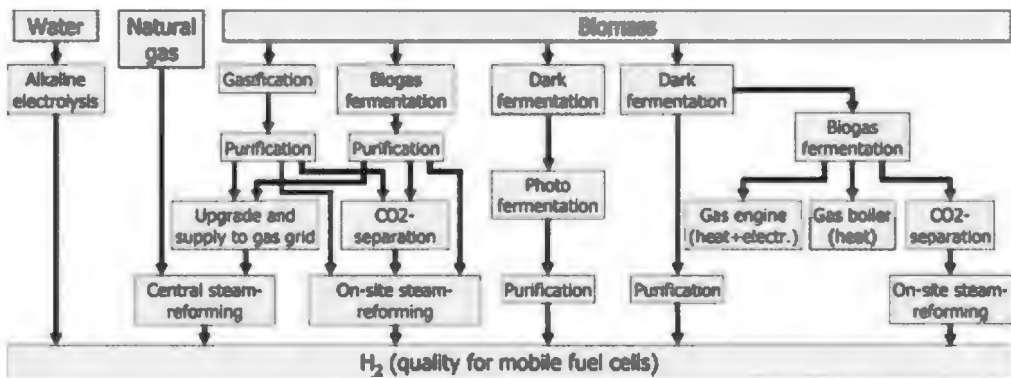 Water
Natural
gas
Biomass
Alkaline
electrolysis
Gasification
Biogas
fermentation
Dark
fermentation
Dark
fermentation
Biogas
fermentation
Purification
Purification
Photo
fermentation
Upgrade and
supply to gas grid
CO2-
separation
Gas engine
(heat+electr.)
Gas boiler
(heat)
CO2-
separation
Central steam-
reforming
On-site steam-
reforming
Purification
Purification
On-site steam-
reforming
H2 (quality for mobile fuel cells)